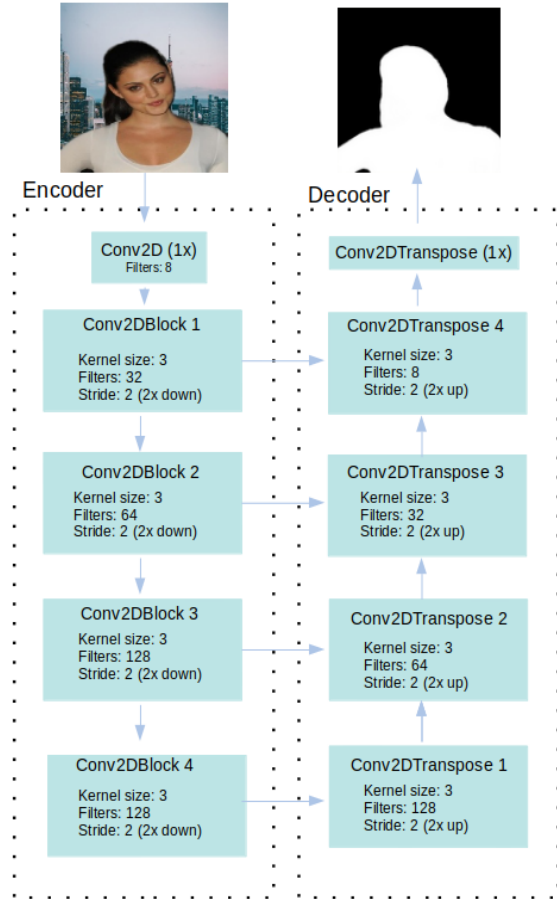 Encoder
Conv2D (1x)
Filters: 8
Conv2DBlock 1
Kernel size: 3
Filters: 32
Stride: 2 (2x down)
Conv2DBlock 2
Kernel size: 3
Filters: 64
Stride: 2 (2x down)
Conv2DBlock 3
Kernel size: 3
Filters: 128
Stride: 2 (2x down)
Conv2DBlock 4
Kernel size: 3
Filters: 128
Stride: 2 (2x down)
Decoder
Conv2DTranspose (1x)
Conv2DTranspose 4
Kernel size: 3
Filters: 8
Stride: 2 (2x up)
Conv2DTranspose 3
Kernel size: 3
Filters: 32
Stride: 2 (2x up)
Conv2DTranspose 2
Kernel size: 3
Filters: 64
Stride: 2 (2x up)
Conv2DTranspose 1
Kernel size: 3
Filters: 128
Stride: 2 (2x up)